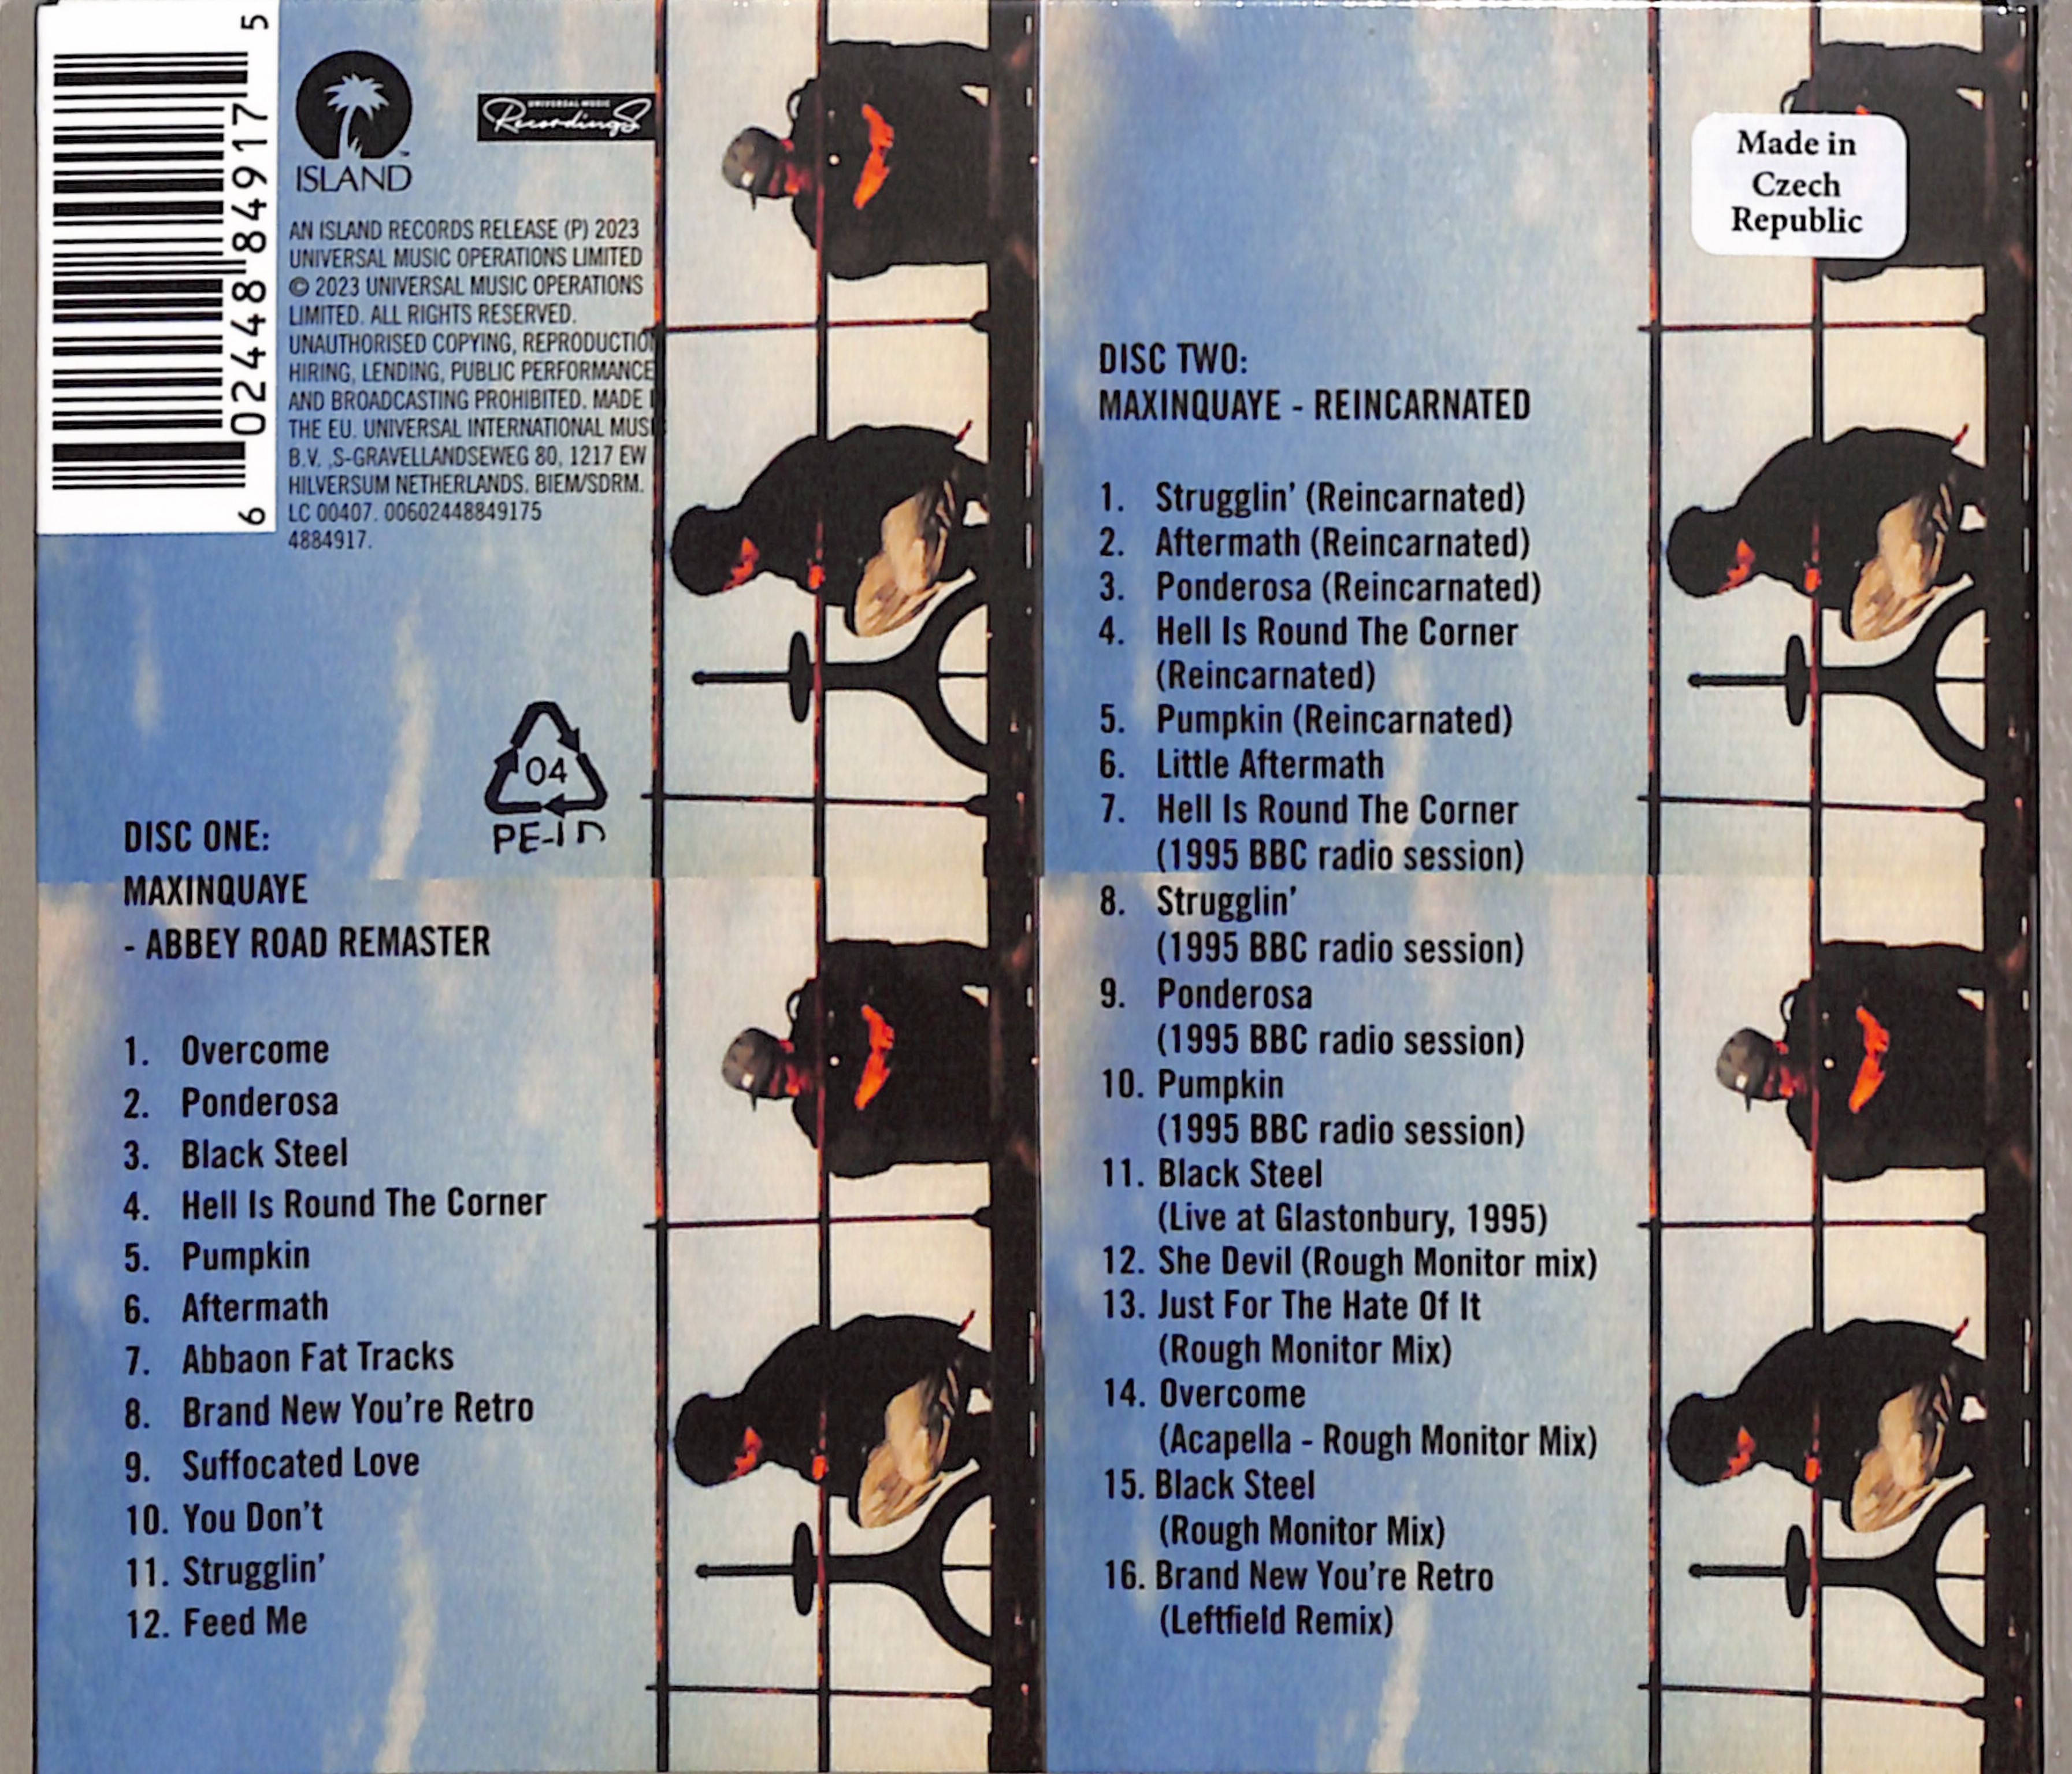 6 02448 84917 5
ISLAND
UNIVERSAL MUSIC
Recordings
AN ISLAND RECORDS RELEASE (P) 2023
UNIVERSAL MUSIC OPERATIONS LIMITED
© 2023 UNIVERSAL MUSIC OPERATIONS
LIMITED. ALL RIGHTS RESERVED.
UNAUTHORISED COPYING, REPRODUCTION
HIRING, LENDING, PUBLIC PERFORMANCE
AND BROADCASTING PROHIBITED. MADE I
THE EU. UNIVERSAL INTERNATIONAL MUSI
B.V. ,S-GRAVELLANDSEWEG 80, 1217 EW
HILVERSUM NETHERLANDS. BIEM/SDRM.
LC 00407. 00602448849175
4884917.
04
DISC ONE:
MAXINQUAYE
- ABBEY ROAD REMASTER
1. Overcome
2. Ponderosa
3. Black Steel
4. Hell Is Round The Corner
5. Pumpkin
6. Aftermath
7. Abbaon Fat Tracks
8. Brand New You're Retro
9. Suffocated Love
10. You Don't
11. Strugglin'
12. Feed Me
Made in
Czech
Republic
DISC TWO:
MAXINQUAYE - REINCARNATED
1. Strugglin' (Reincarnated)
2. Aftermath (Reincarnated)
3. Ponderosa (Reincarnated)
4. Hell Is Round The Corner
(Reincarnated)
5. Pumpkin (Reincarnated)
6. Little Aftermath
7. Hell Is Round The Corner
(1995 BBC radio session)
8. Strugglin'
(1995 BBC radio session)
9. Ponderosa
(1995 BBC radio session)
10. Pumpkin
(1995 BBC radio session)
11. Black Steel
(Live at Glastonbury, 1995)
12. She Devil (Rough Monitor mix)
13. Just For The Hate Of It
(Rough Monitor Mix)
14. Overcome
(Acapella - Rough Monitor Mix)
15. Black Steel
(Rough Monitor Mix)
16. Brand New You're Retro
(Leftfield Remix)